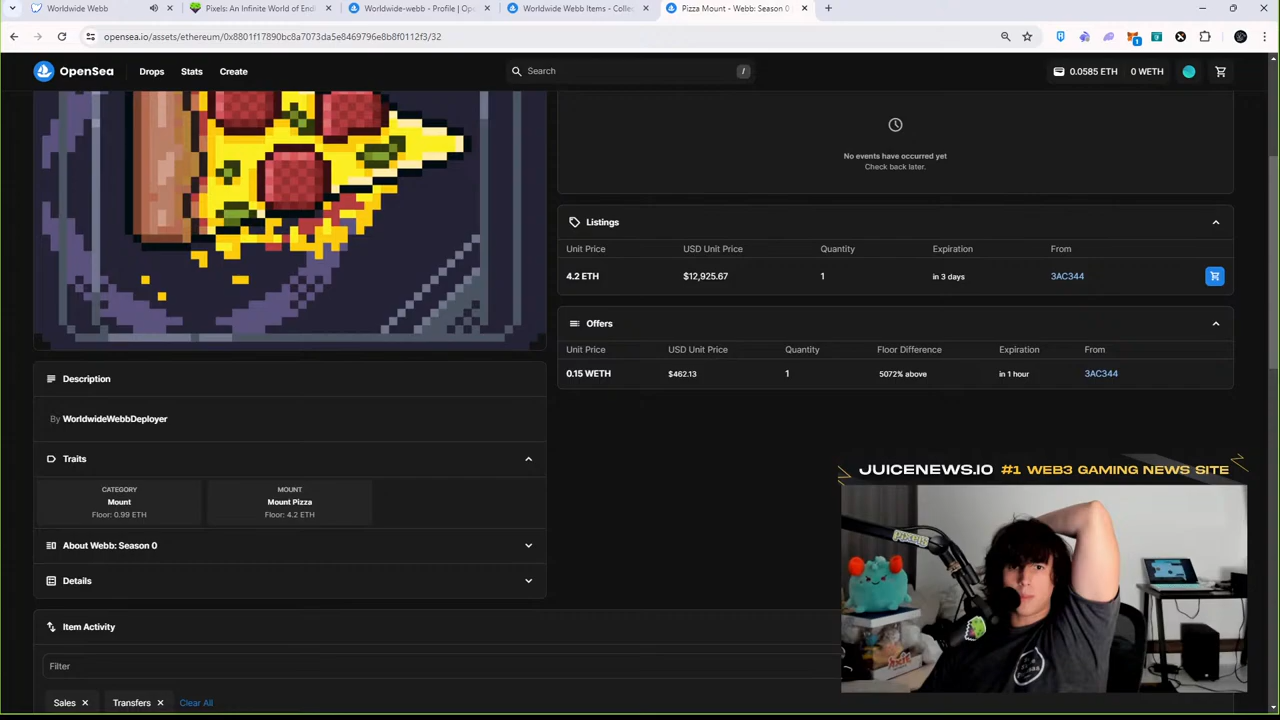 Worldwide Webb
Pixels: An Infinite World of End
Worldwide-webb - Profile | Op
Worldwide Webb Items - Collec
Pizza Mount - Webb: Season 0
opensea.io/assets/ethereum/0x8801f17890bc8a7073da5e8469796e8b8f0112f3/32
OpenSea
Drops
Stats
Create
Search
/
0.0585 ETH
0 WETH
No events have occurred yet
Check back later.
Listings
Unit Price USD Unit Price Quantity Expiration From
4.2 ETH $12,925.67 1 in 3 days 3AC344
Offers
Unit Price USD Unit Price Quantity Floor Difference Expiration From
0.15 WETH $462.13 1 5072% above in 1 hour 3AC344
Description
By WorldwideWebbDeployer
Traits
CATEGORY
Mount
Floor: 0.99 ETH
MOUNT
Mount Pizza
Floor: 4.2 ETH
About Webb: Season 0
Details
Item Activity
Filter
Sales
Transfers
Clear All
JUICENEWS.IO #1 WEB3 GAMING NEWS SITE